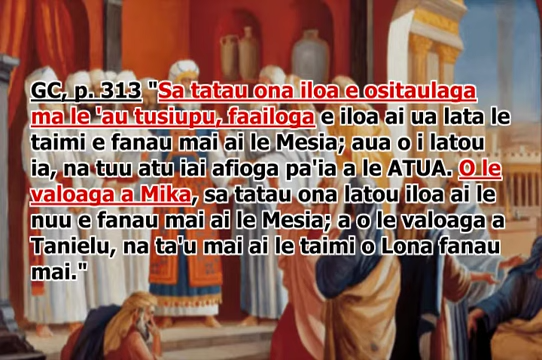 GC, p. 313 "Sa tatau ona iloa e ositaulaga
ma le 'au tusiupu, faailoga e iloa ai ua lata le
taimi e fanau mai ai le Mesia; aua o i latou
ia, na tuu atu iai afioga pa'ia a le ATUA. O le
valoaga a Mika, sa tatau ona latou iloa ai le
nuu e fanau mai ai le Mesia; a o le valoaga a
Tanielu, na ta'u mai ai le taimi o Lona fanau
mai."